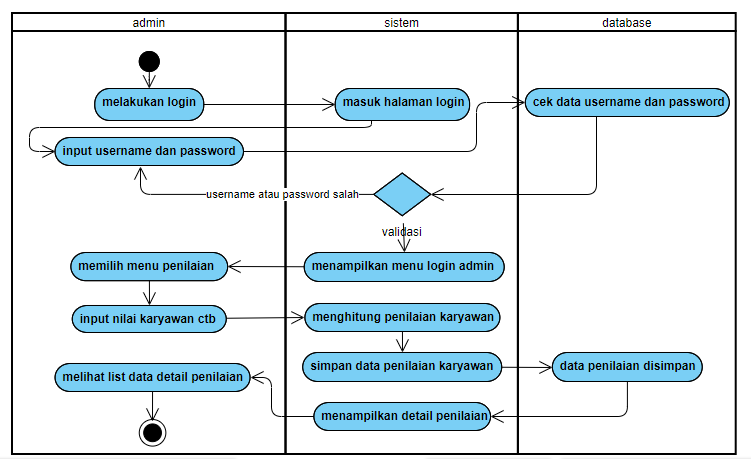 admin
sistem
database
melakukan login
masuk halaman login
cek data username dan password
input username dan password
username atau password salah
validasi
memilih menu penilaian
menampilkan menu login admin
input nilai karyawan ctb
menghitung penilaian karyawan
simpan data penilaian karyawan
data penilaian disimpan
melihat list data detail penilaian
menampilkan detail penilaian